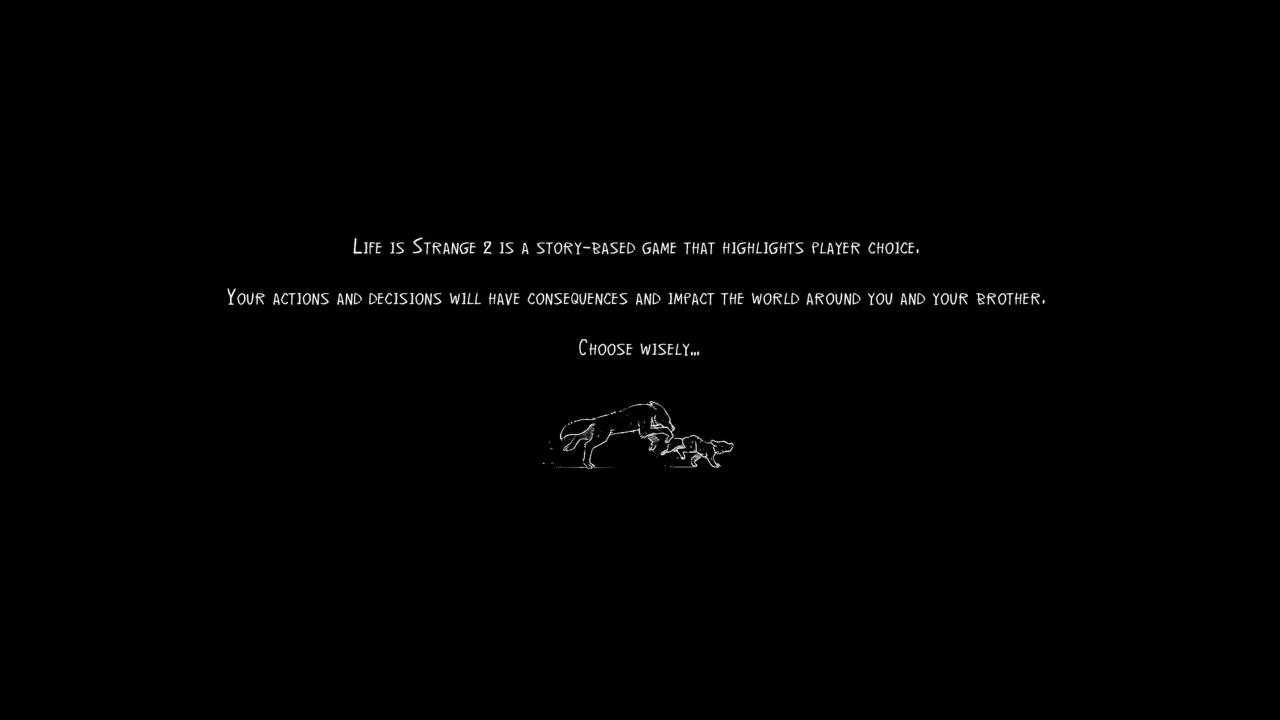 Life is Strange 2 is a story-based game that highlights player choice.
Your actions and decisions will have consequences and impact the world around you and your brother.
Choose wisely...